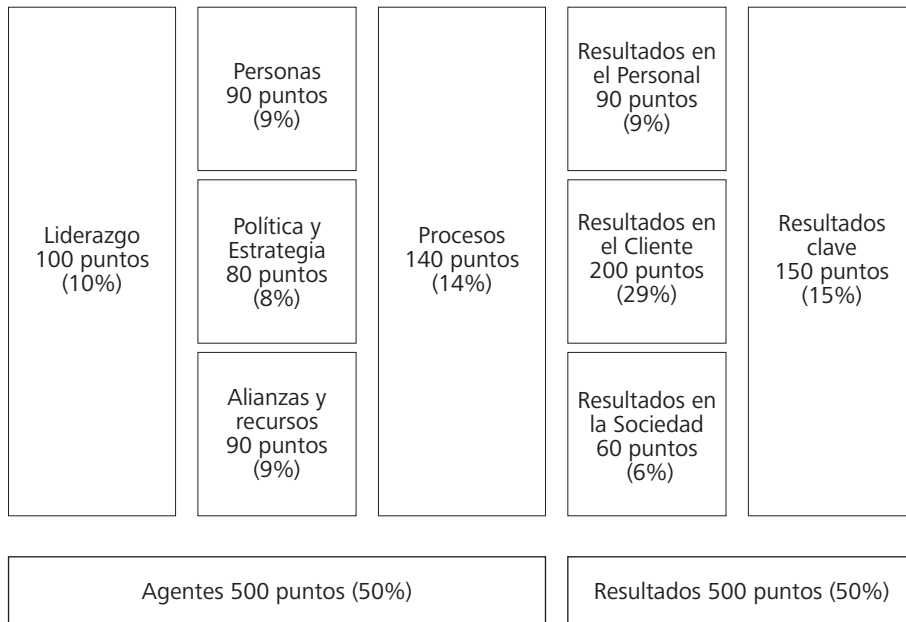 Liderazgo
100 puntos
(10%)
Personas
90 puntos
(9%)
Política y
Estrategia
80 puntos
(8%)
Alianzas y
recursos
90 puntos
(9%)
Procesos
140 puntos
(14%)
Resultados en
el Personal
90 puntos
(9%)
Resultados en
el Cliente
200 puntos
(29%)
Resultados en
la Sociedad
60 puntos
(6%)
Resultados
clave
150 puntos
(15%)
Agentes 500 puntos (50%)
Resultados 500 puntos (50%)